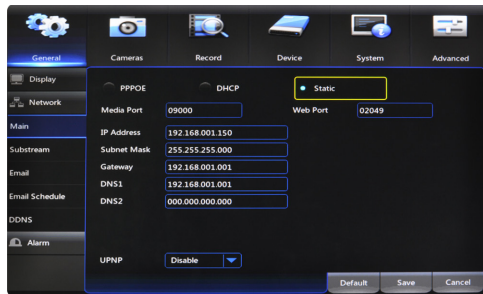 General Cameras Record Device System Advanced
Display
Network
Main
Substream
Email
Email Schedule
DDNS
Alarm
PPPOE DHCP Static
Media Port 09000 Web Port 02049
IP Address 192.168.001.150
Subnet Mask 255.255.255.000
Gateway 192.168.001.001
DNS1 192.168.001.001
DNS2 000.000.000.000
UPNP Disable
Default Save Cancel